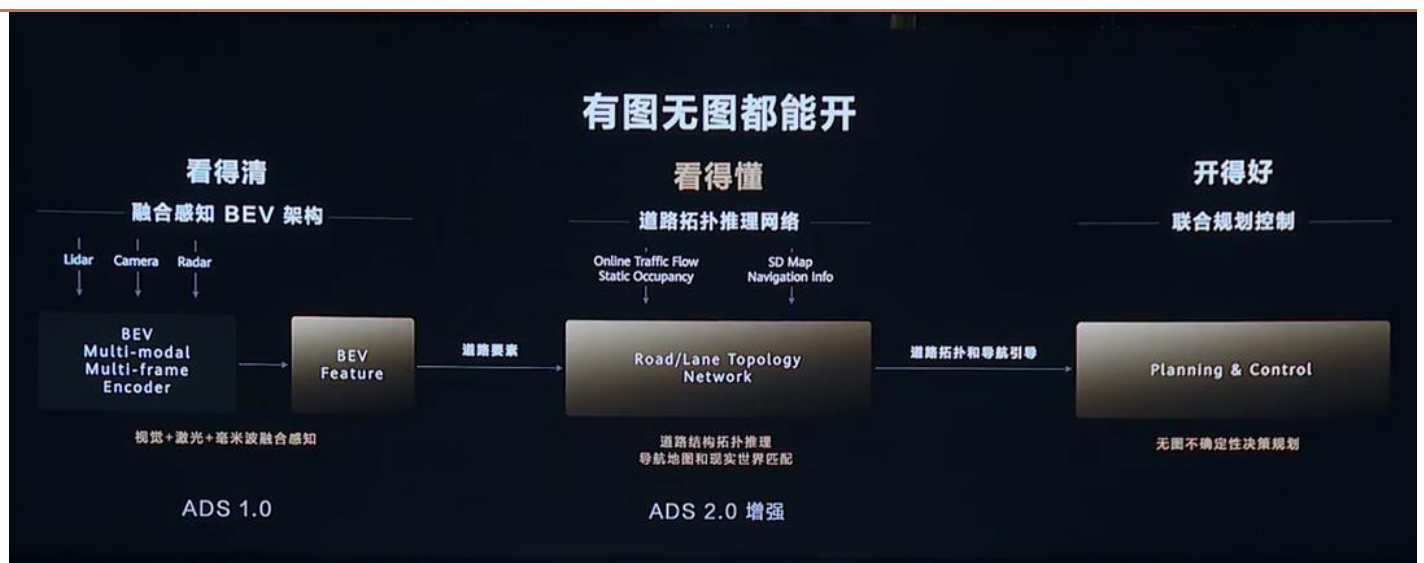 有图无图都能开
看得清
融合感知 BEV 架构
Lidar
Camera
Radar
BEV
Multi-modal
Multi-frame
Encoder
BEV
Feature
视觉+激光+毫米波融合感知
ADS 1.0
道路要素
看得懂
道路拓扑推理网络
Online Traffic Flow
Static Occupancy
SD Map
Navigation Info
Road/Lane Topology
Network
道路结构拓扑推理
导航地图和现实世界匹配
ADS 2.0 增强
道路拓扑和导航引导
开得好
联合规划控制
Planning & Control
无图不确定性决策规划